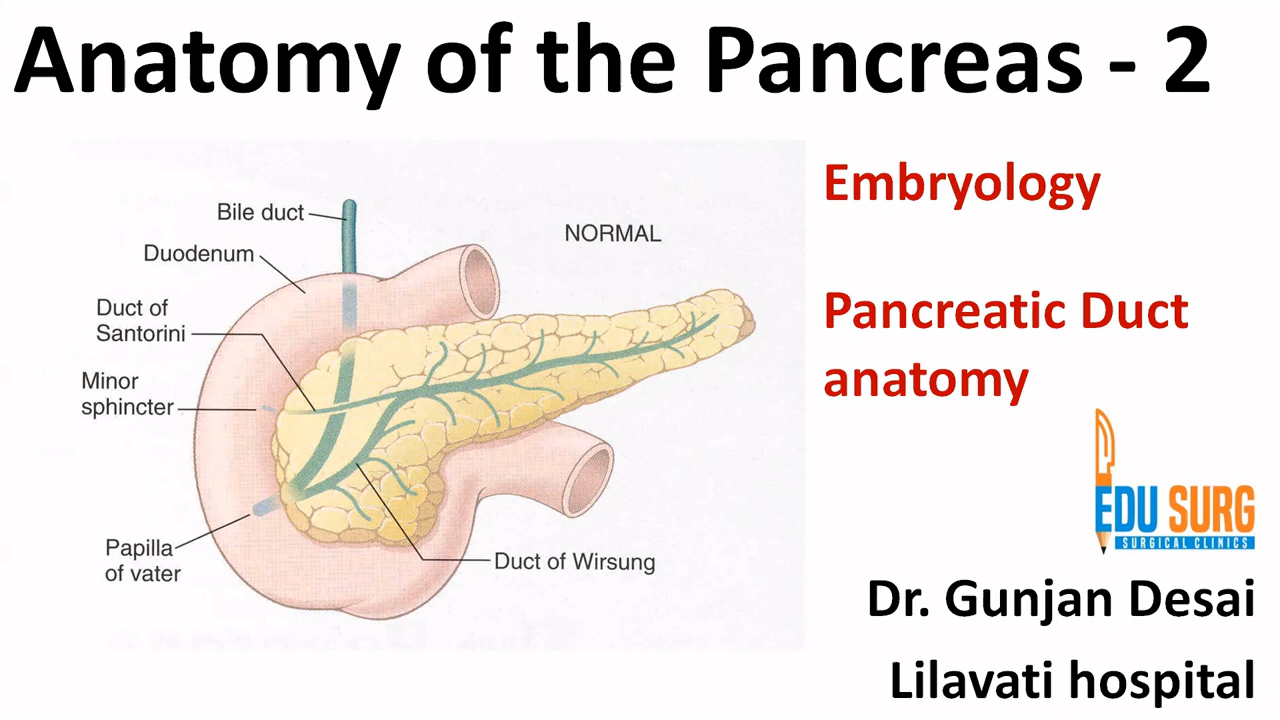 Anatomy of the Pancreas - 2
Bile duct
NORMAL
Duodenum
Duct of
Santorini
Minor
sphincter
Papilla
of vater
Duct of Wirsung
Embryology
Pancreatic Duct
anatomy
EDU SURG
SURGICAL CLINICS
Dr. Gunjan Desai
Lilavati hospital